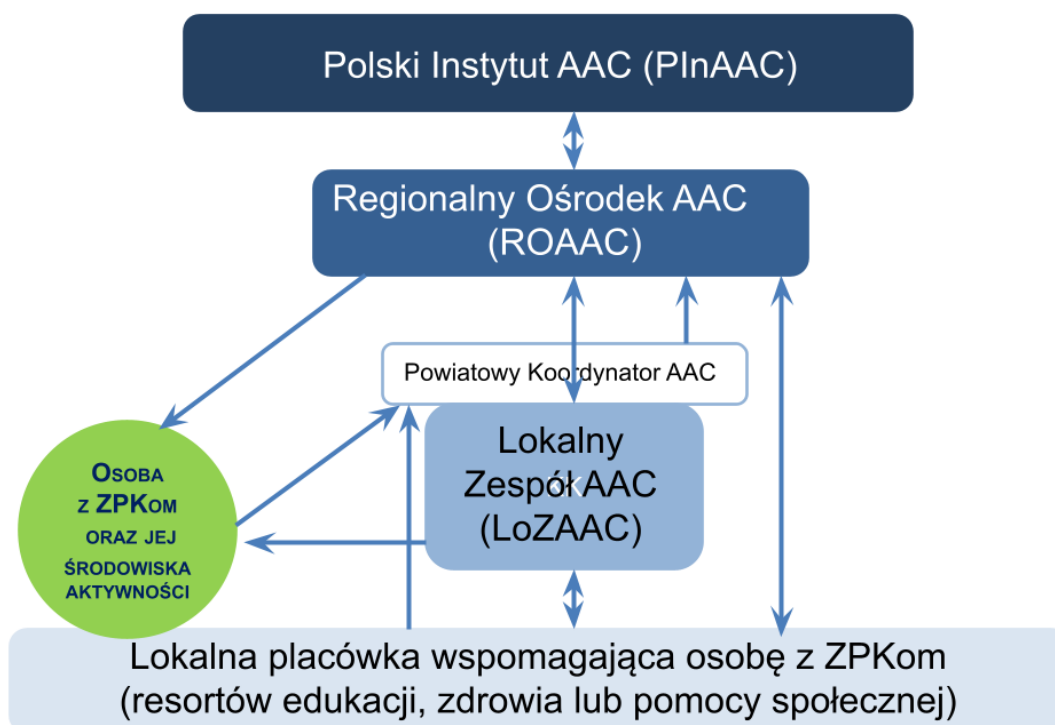 Polski Instytut AAC (PInAAC)
Regionalny Ośrodek AAC
(ROAAC)
Powiatowy Koordynator AAC
Lokalny
Zespół AAC
(LoZAAC)
OSOBA
Z ZPKOM
ORAZ JEJ
ŚRODOWISKA
AKTYWNOŚCI
Lokalna placówka wspomagająca osobę z ZPKom
(resortów edukacji, zdrowia lub pomocy społecznej)